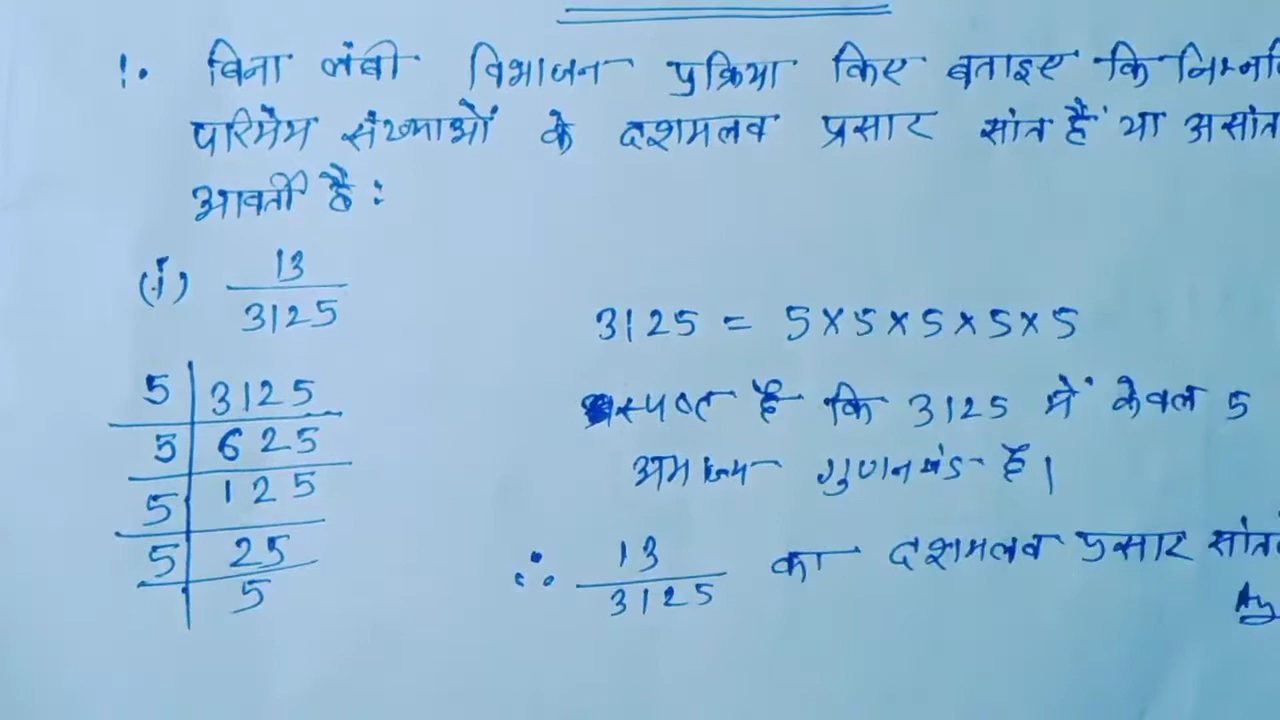 1. बिना लंबी विभाजन प्रक्रिया किए बताइए कि निम्नलि
परिमेय संख्याओं के दशमलव प्रसार सांत हैं या असांत
आवर्ती है :
(i) 13/3125
3125 = 5×5×5×5×5
5 | 3125
5 | 625
5 | 125
5 | 25
5
स्पष्ट है कि 3125 में केवल 5
अभाज्य गुणनखंड है।
∴ 13/3125 का दशमलव प्रसार सांत